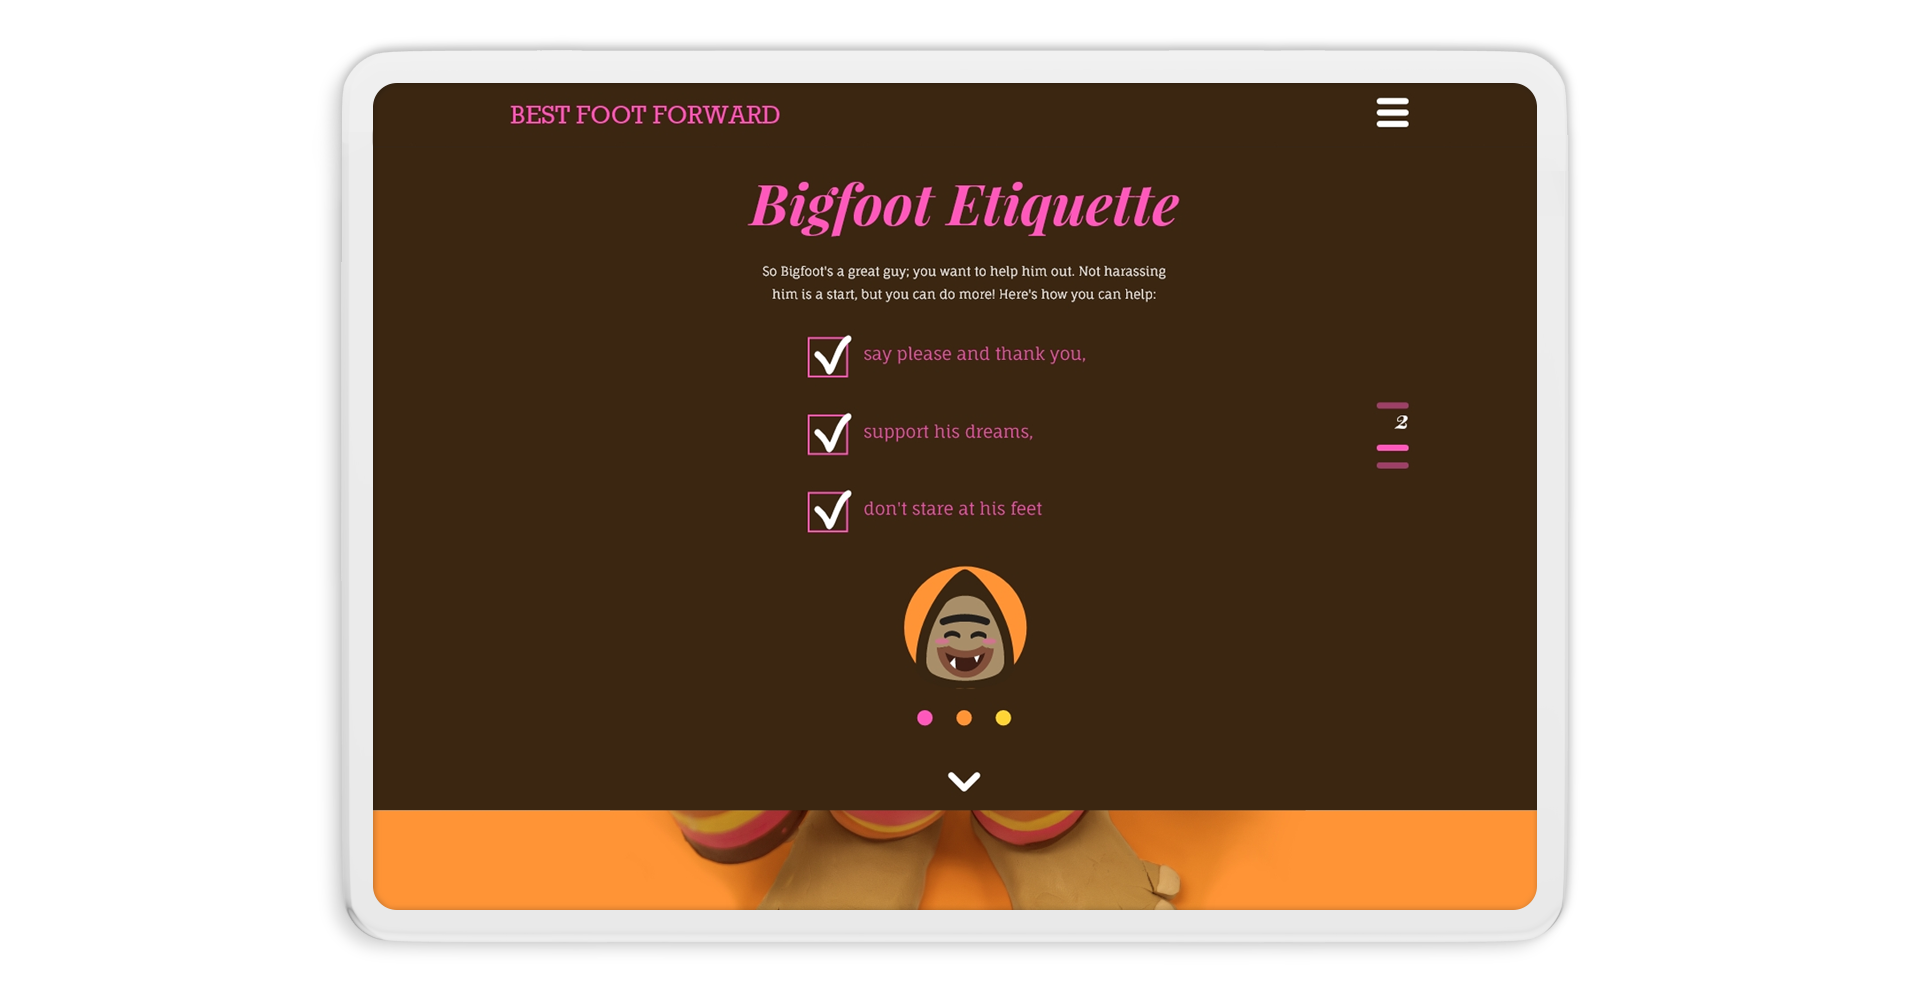 BEST FOOT FORWARD
Bigfoot Etiquette
So Bigfoot's a great guy; you want to help him out. Not harassing
him is a start, but you can do more! Here's how you can help:
say please and thank you,
support his dreams,
2
don't stare at his feet